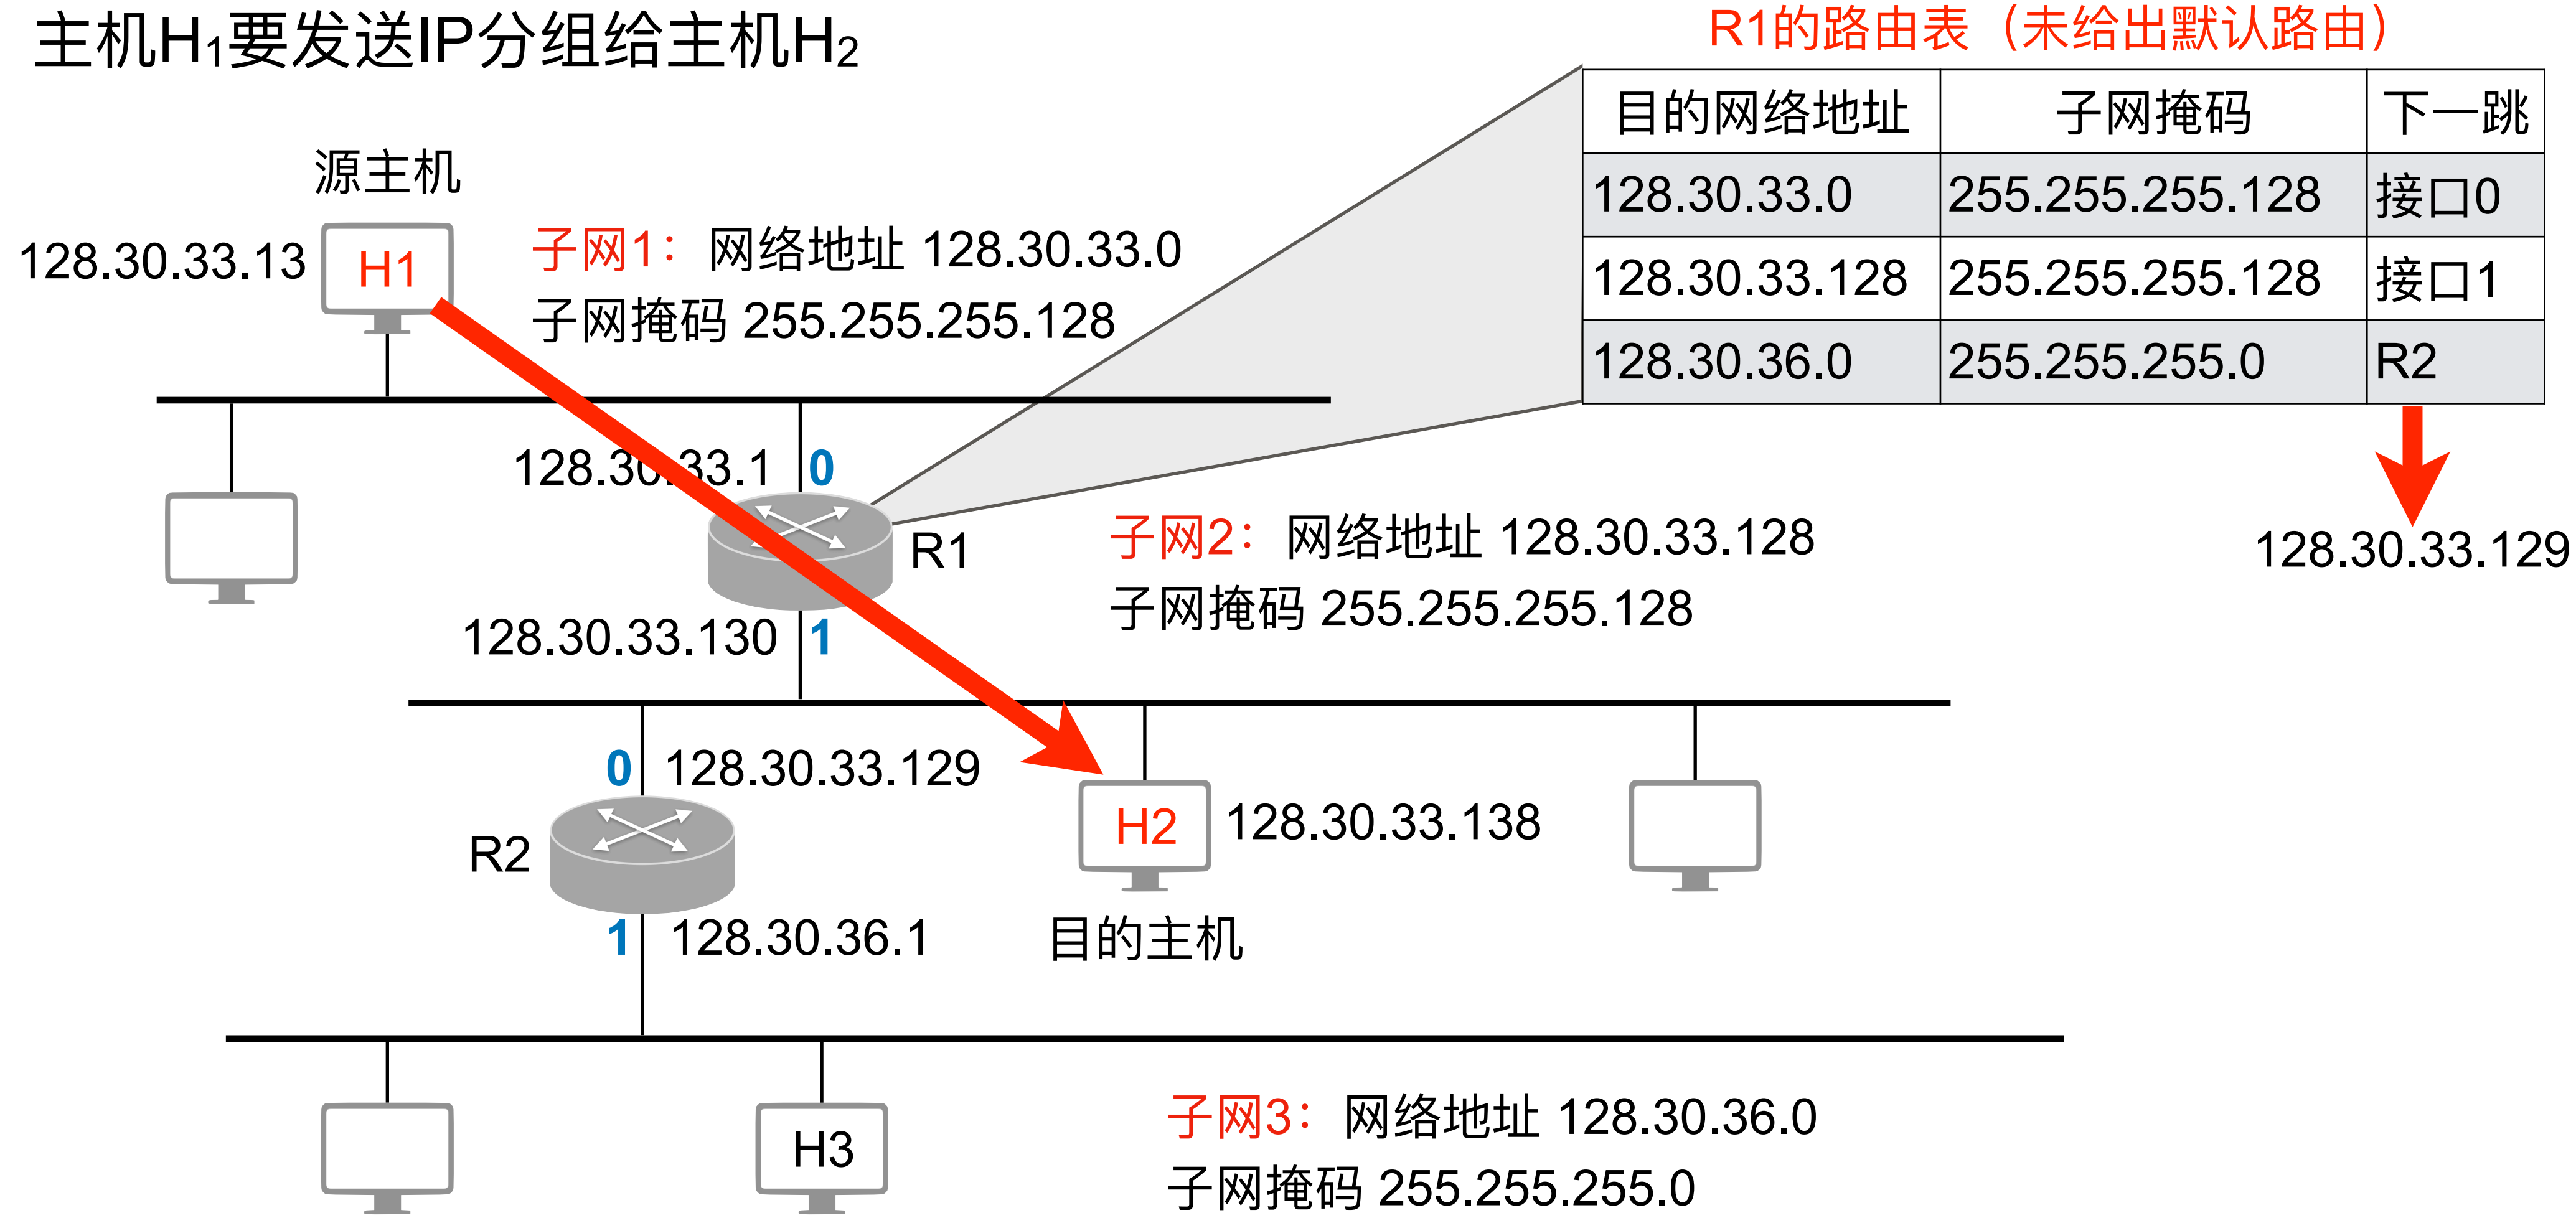 主机H₁要发送IP分组给主机H₂
R1的路由表（未给出默认路由）
目的网络地址 子网掩码 下一跳
128.30.33.0 255.255.255.128 接口0
128.30.33.128 255.255.255.128 接口1
128.30.36.0 255.255.255.0 R2
128.30.33.129
源主机
128.30.33.13
H1
子网1：网络地址 128.30.33.0
子网掩码 255.255.255.128
128.30.33.1
0
R1
128.30.33.130
1
子网2：网络地址 128.30.33.128
子网掩码 255.255.255.128
0
128.30.33.129
R2
1
128.30.36.1
H2
128.30.33.138
目的主机
H3
子网3：网络地址 128.30.36.0
子网掩码 255.255.255.0